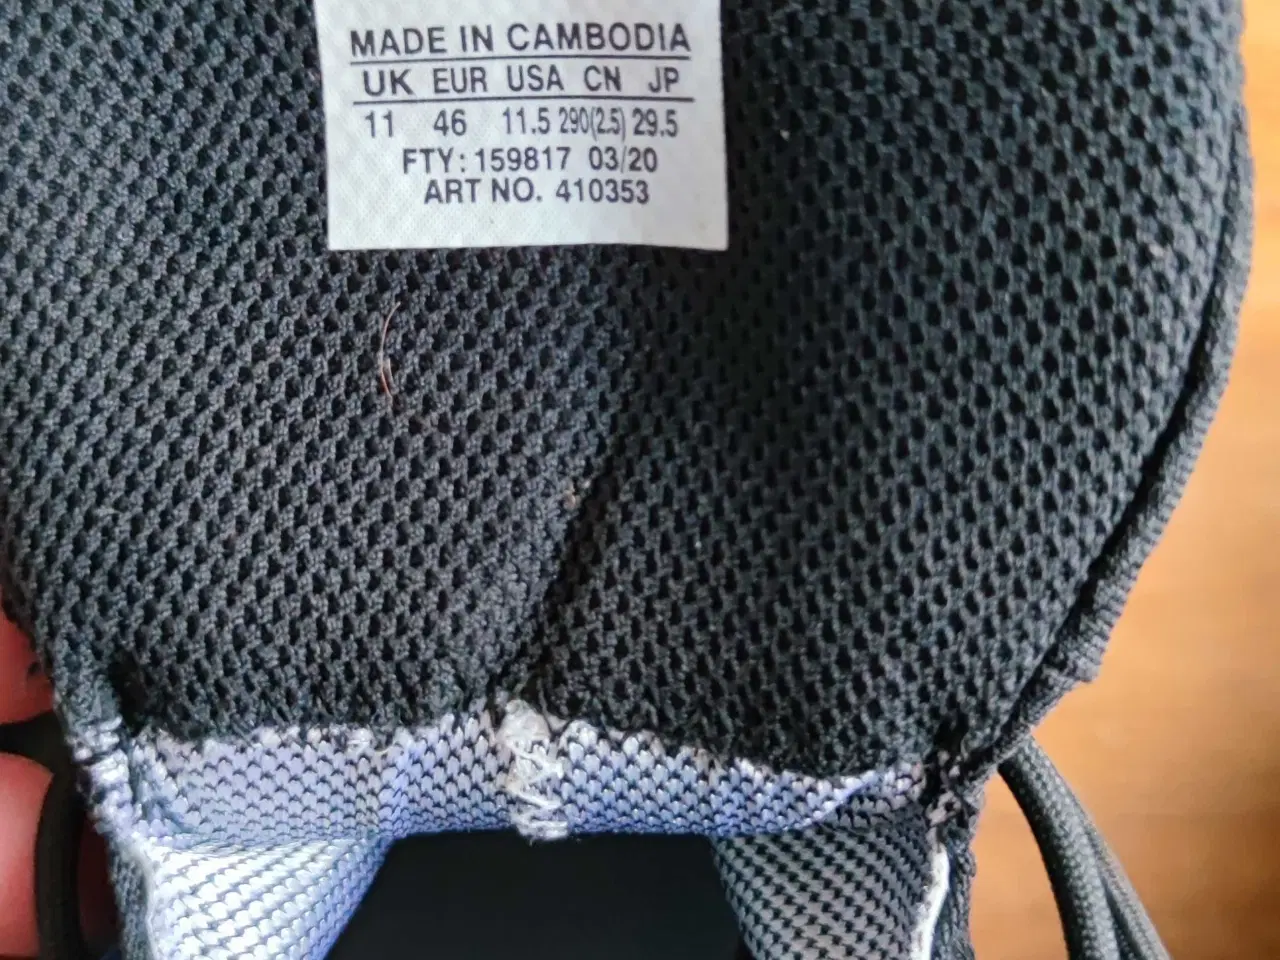 MADE IN CAMBODIA
UK EUR USA CN JP
11 46 11.5 290(2.5) 29.5
FTY: 159817 03/20
ART NO. 410353